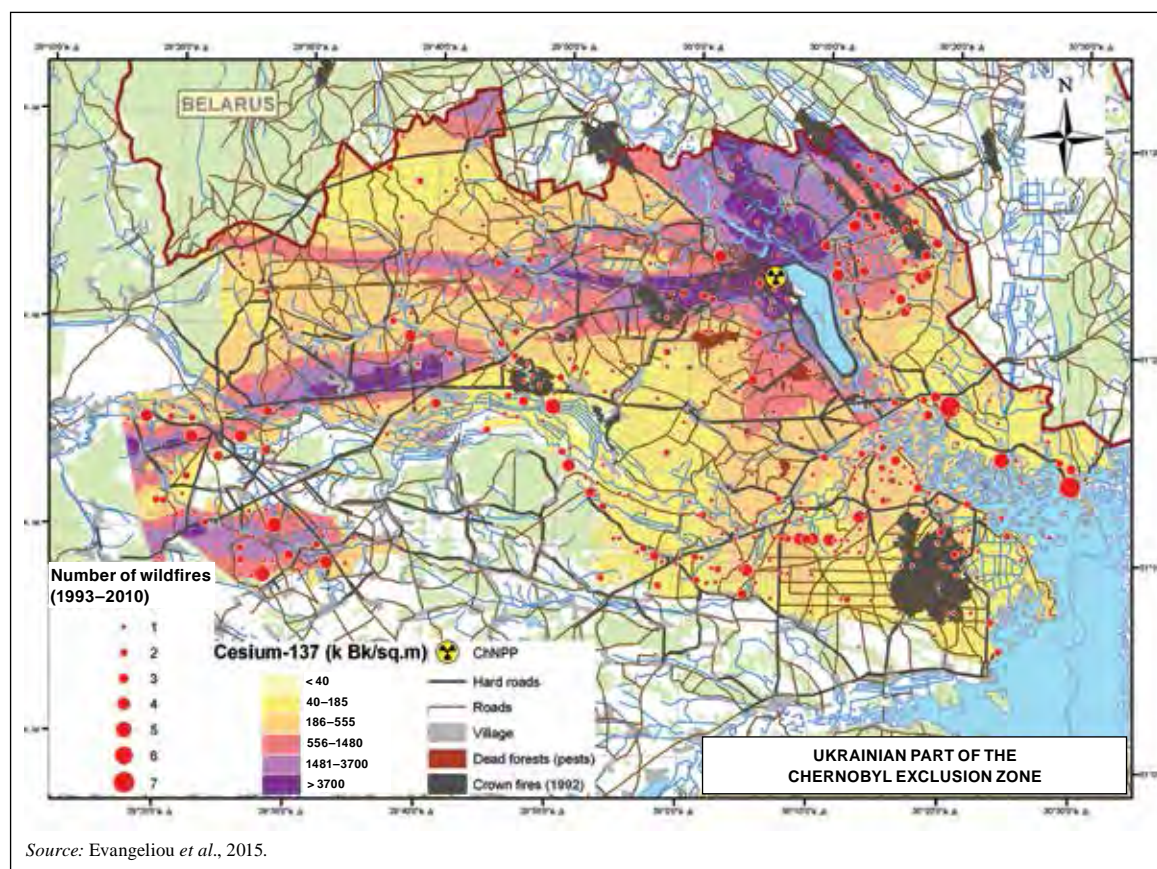 BELARUS
N
Number of wildfires
(1993–2010)
1
2
3
4
5
6
7
Cesium-137 (k Bk/sq.m)
< 40
40–185
186–555
556–1480
1481–3700
> 3700
ChNPP
Hard roads
Roads
Village
Dead forests (pests)
Crown fires (1992)
UKRAINIAN PART OF THE
CHERNOBYL EXCLUSION ZONE
Source: Evangeliou et al., 2015.